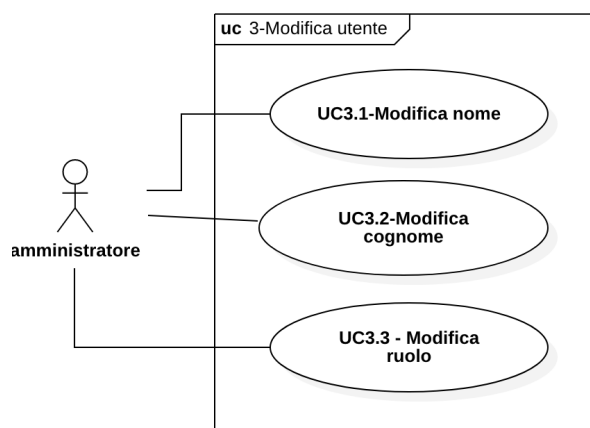 uc 3-Modifica utente
UC3.1-Modifica nome
UC3.2-Modifica
cognome
amministratore
UC3.3 - Modifica
ruolo